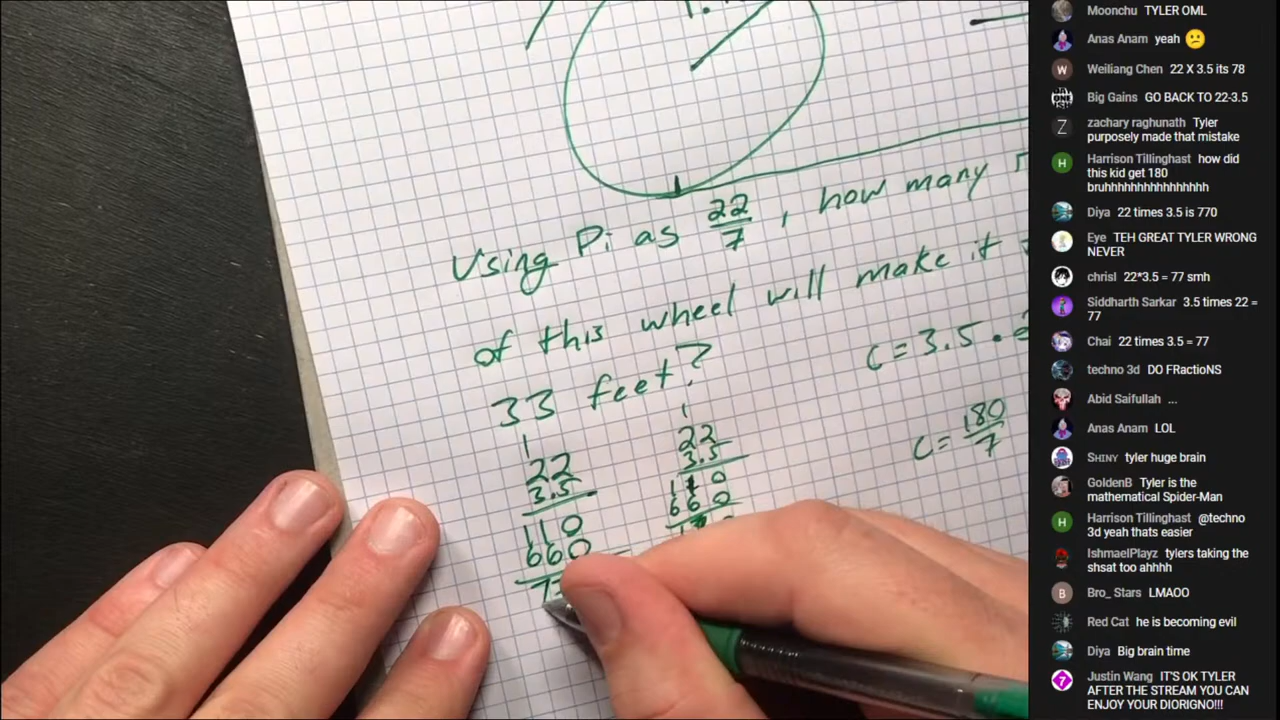 Using Pi as 22/7, how many
of this wheel will make it
33 feet?
C = 3.5 .
C = 180/7
1
22
3.5
110
660
1
22
3.5
110
660
Moonchu TYLER OML
Anas Anam yeah 😕
Weiliang Chen 22 X 3.5 its 78
Big Gains GO BACK TO 22-3.5
zachary raghunath Tyler
purposely made that mistake
Harrison Tillinghast how did
this kid get 180
bruhhhhhhhhhhhhhhh
Diya 22 times 3.5 is 770
Eye TEH GREAT TYLER WRONG
NEVER
chrisl 22*3.5 = 77 smh
Siddharth Sarkar 3.5 times 22 =
77
Chai 22 times 3.5 = 77
techno 3d DO FRactioNS
Abid Saifullah ...
Anas Anam LOL
SHINY tyler huge brain
GoldenB Tyler is the
mathematical Spider-Man
Harrison Tillinghast @techno
3d yeah thats easier
IshmaelPlayz tylers taking the
shsat too ahhhh
Bro_ Stars LMAOO
Red Cat he is becoming evil
Diya Big brain time
Justin Wang IT'S OK TYLER
AFTER THE STREAM YOU CAN
ENJOY YOUR DIORIGNO!!!